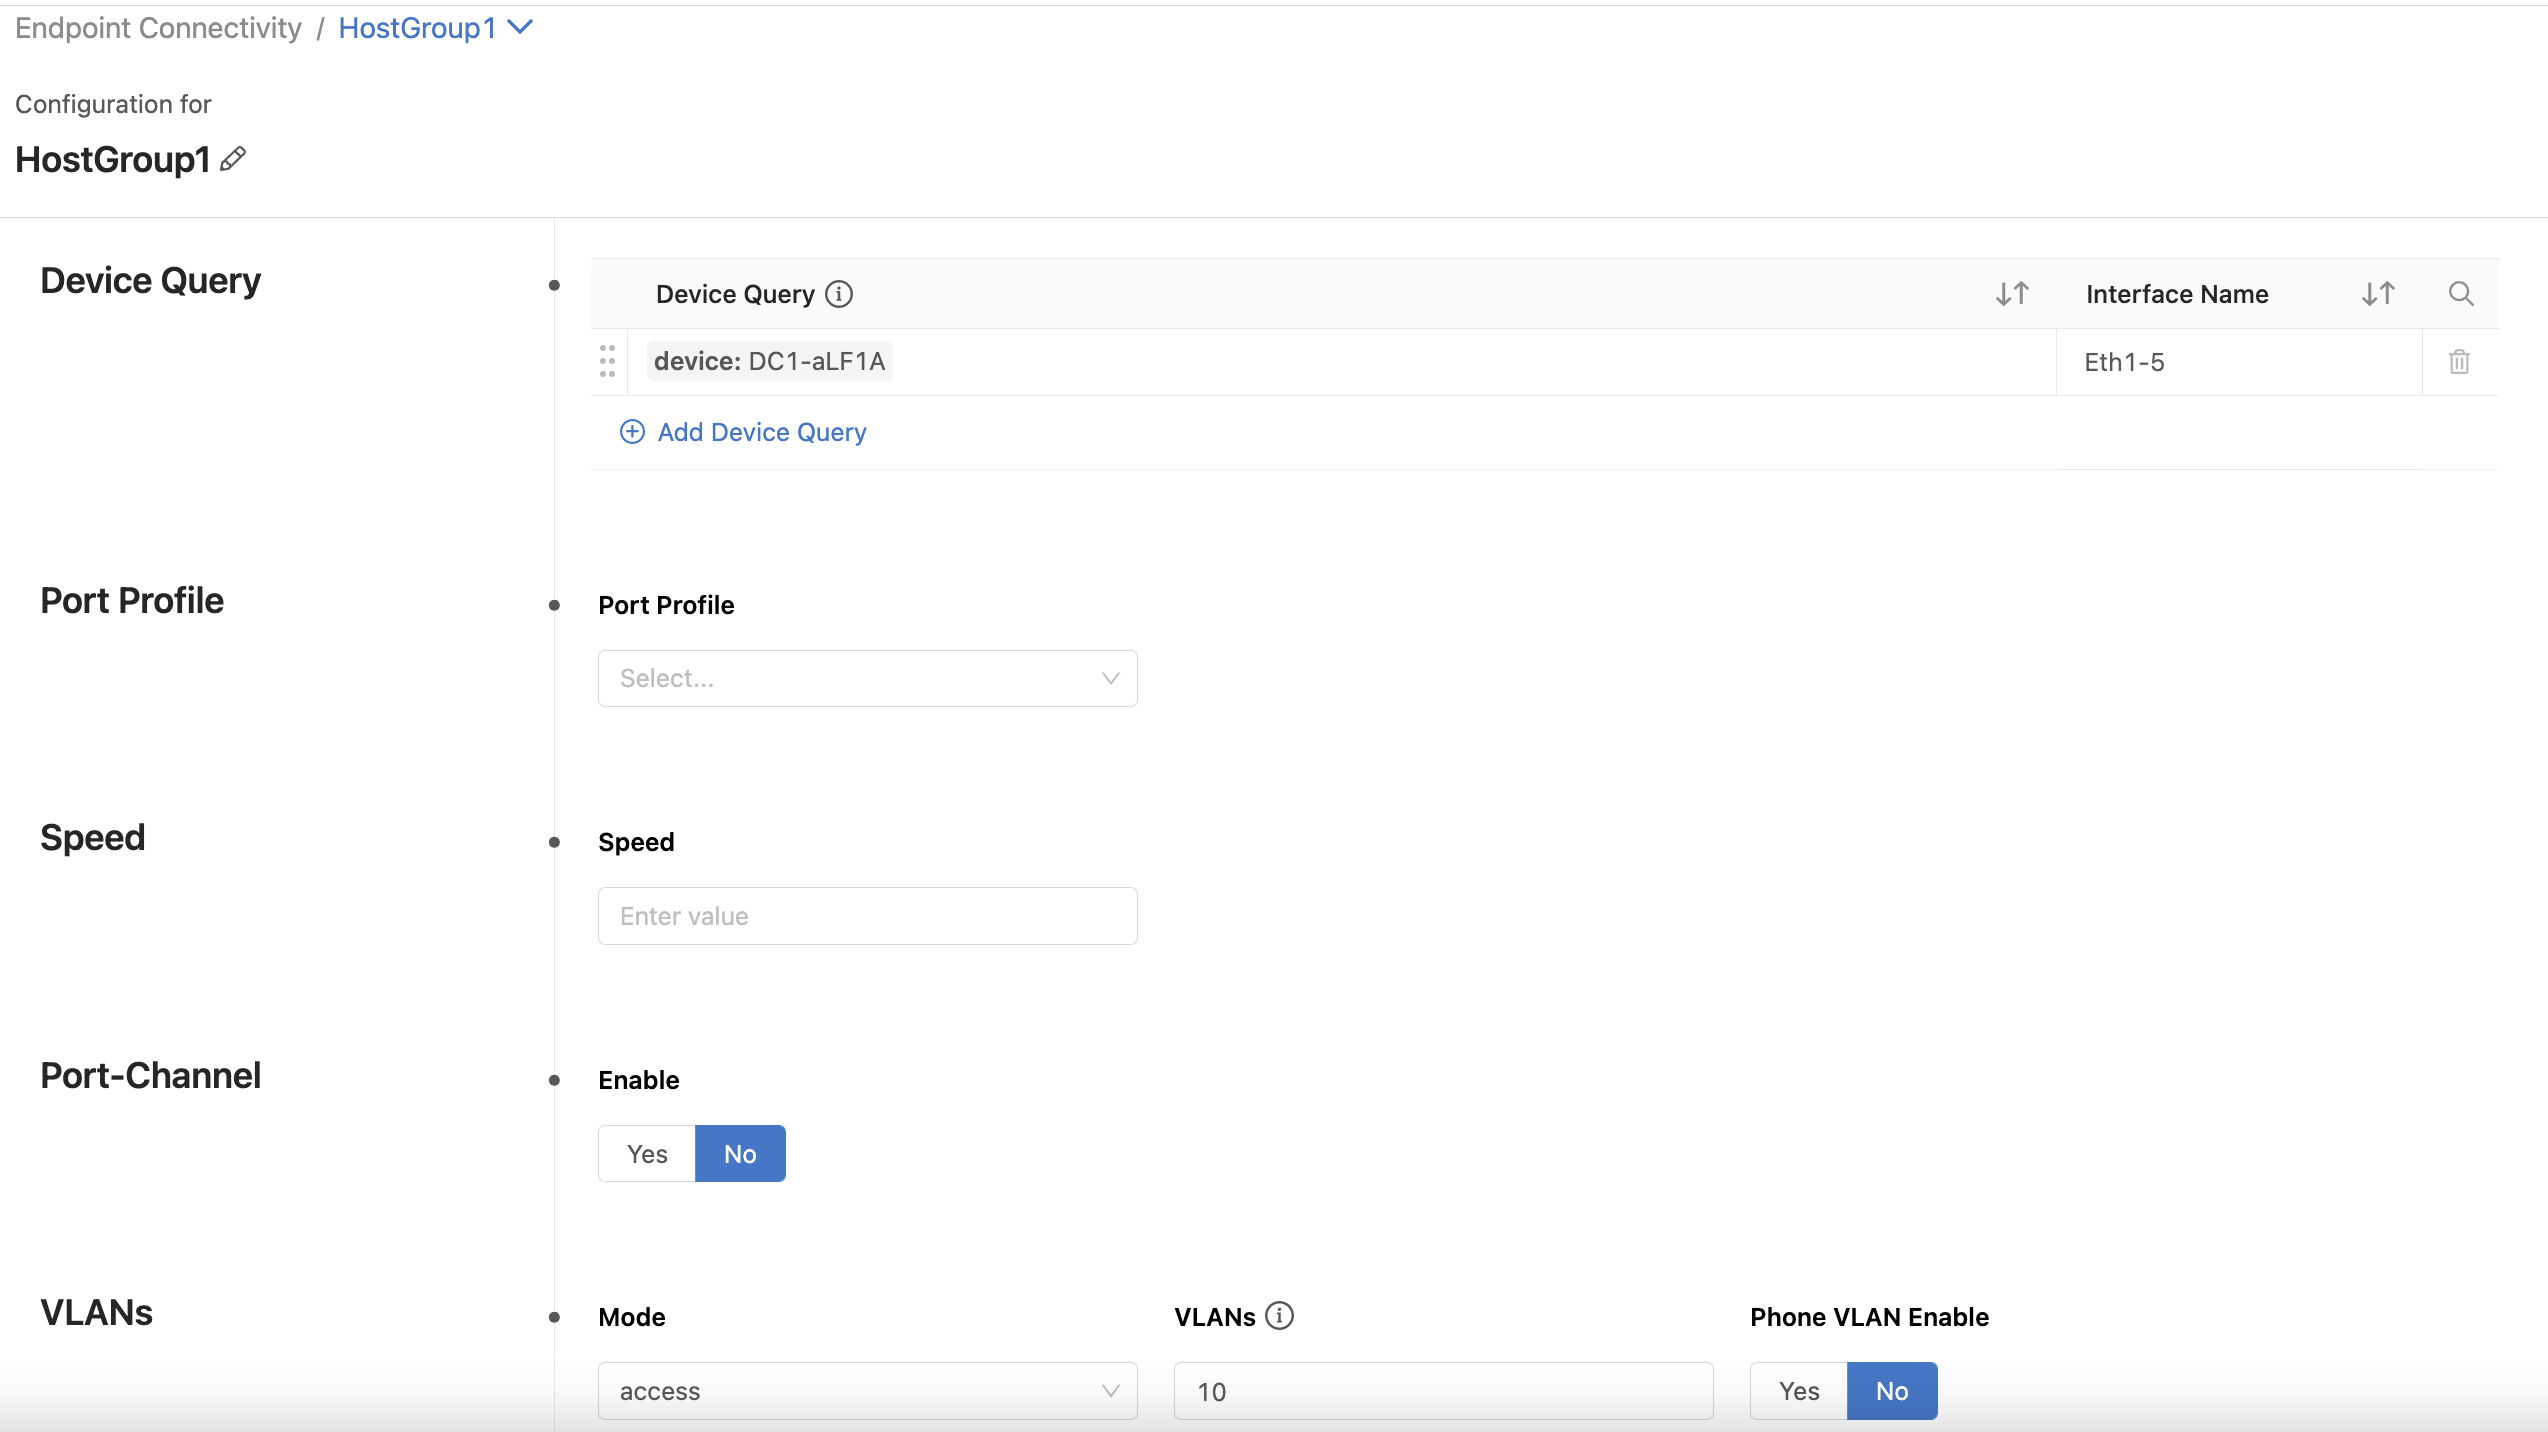 Endpoint Connectivity / HostGroup1
Configuration for
HostGroup1
Device Query
Device Query
Interface Name
device: DC1-aLF1A
Eth1-5
Add Device Query
Port Profile
Port Profile
Select...
Speed
Speed
Enter value
Port-Channel
Enable
Yes No
VLANs
Mode
VLANs
Phone VLAN Enable
access
10
Yes No